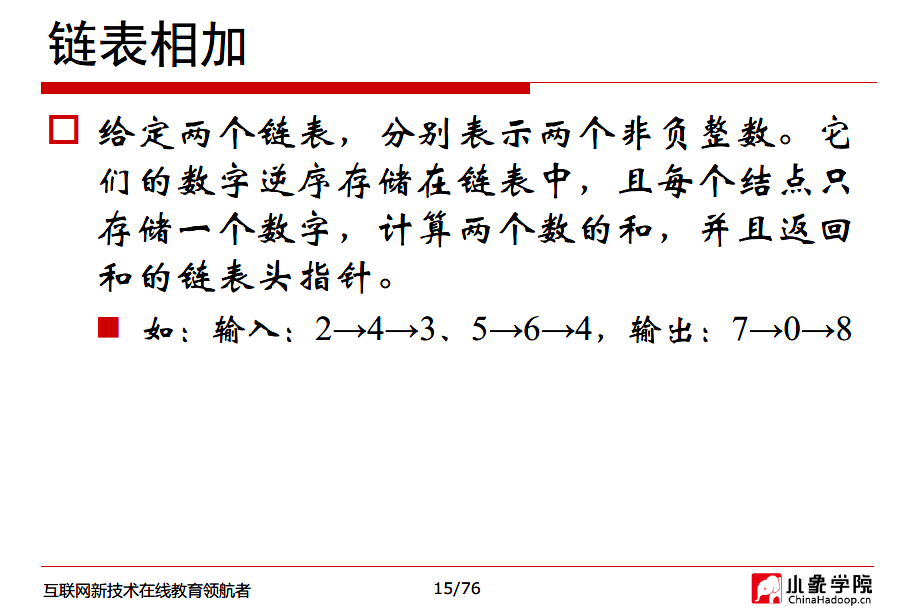 链表相加
给定两个链表，分别表示两个非负整数。它
们的数字逆序存储在链表中，且每个结点只
存储一个数字，计算两个数的和，并且返回
和的链表头指针。
如：输入：2→4→3、5→6→4，输出：7→0→8
互联网新技术在线教育领航者
15/76
小象学院
ChinaHadoop.cn